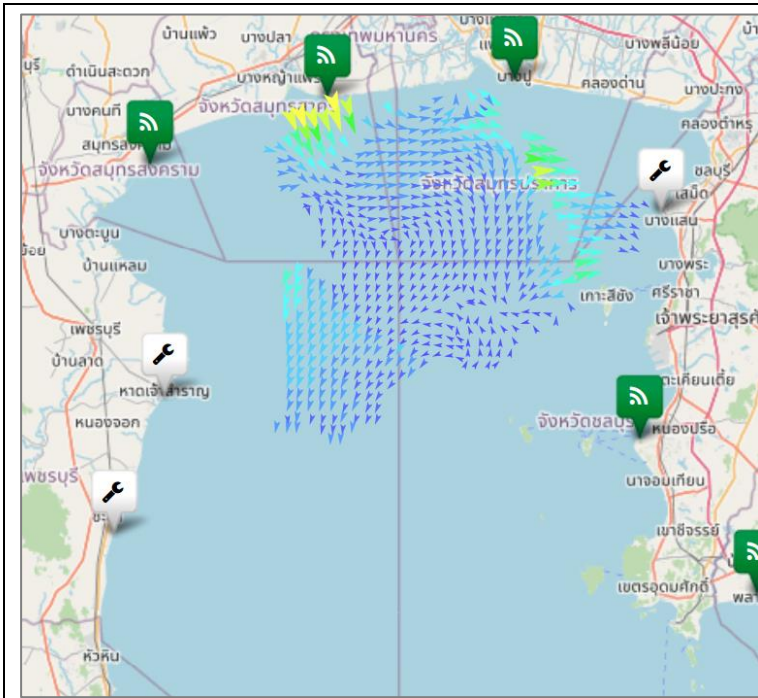 บ้านแพ้ว
บางปลา
กรุงเทพมหานคร
บางพลีน้อย
ดำเนินสะดวก
บางหญ้าแพรก
บางปู
คลองด่าน
บางปะกง
บางคนที
จังหวัดสมุทรสาคร
คลองตำหรุ
สมุทรสงคราม
จังหวัดสมุทรสงคราม
ชลบุรี
จังหวัดสมุทรปราการ
เสม็ด
บางแสน
บางตะบูน
บ้านแหลม
บางพระ
เกาะสีชัง
ศรีราชา
เพชรบุรี
เจ้าพระยาสุรศั
บ้านลาด
หาดเจ้าสำราญ
ตะเคียนเตี้ย
หนองจอก
จังหวัดชลบุรี
หนองปรือ
เพชรบุรี
นาจอมเทียน
เขาชีจรรย์
เขตรอุดมศักดิ์
หัวหิน